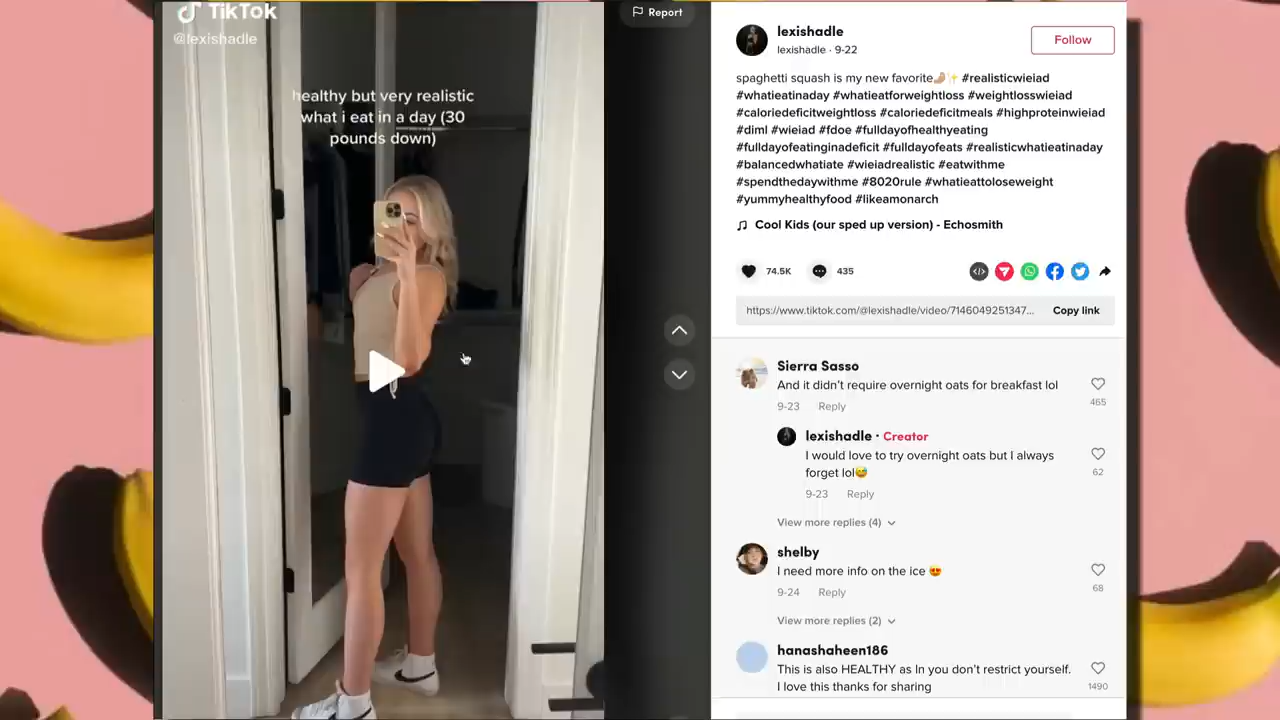 TikTok
@lexishadle
healthy but very realistic
what i eat in a day (30
pounds down)
Report
lexishadle
lexishadle · 9-22
Follow
spaghetti squash is my new favorite🤌🏼✨ #realisticwieiad
#whatieatinaday #whatieatforweightloss #weightlosswieiad
#caloriedeficitweightloss #caloriedeficitmeals #highproteinwieiad
#diml #wieiad #fdoe #fulldayofhealthyeating
#fulldayofeatinginadeficit #fulldayofeats #realisticwhatieatinaday
#balancedwhatiate #wieiadrealistic #eatwithme
#spendthedaywithme #8020rule #whatieattoloseweight
#yummyhealthyfood #likeamonarch
Cool Kids (our sped up version) - Echosmith
74.5K
435
https://www.tiktok.com/@lexishadle/video/7146049251347...
Copy link
Sierra Sasso
And it didn't require overnight oats for breakfast lol
9-23 Reply
465
lexishadle · Creator
I would love to try overnight oats but I always
forget lol😅
9-23 Reply
62
View more replies (4)
shelby
I need more info on the ice 😍
9-24 Reply
68
View more replies (2)
hanashaheen186
This is also HEALTHY as In you don't restrict yourself.
I love this thanks for sharing
1490